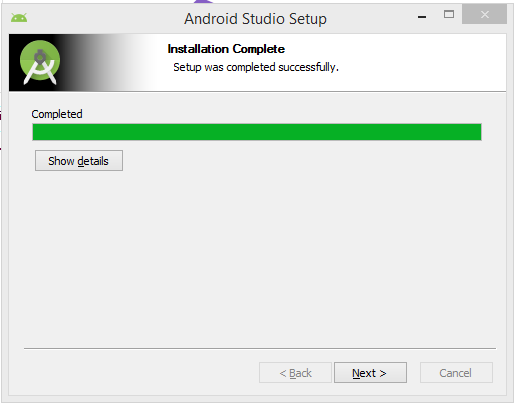 Android Studio Setup
Installation Complete
Setup was completed successfully.
Completed
Show details
< Back
Next >
Cancel